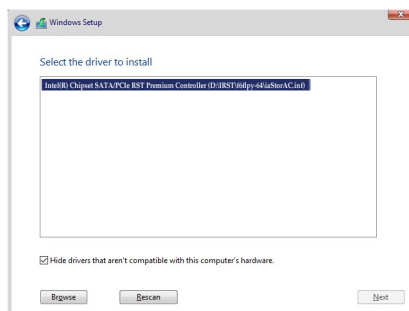 Windows Setup
Select the driver to install
Intel(R) Chipset SATA/PCIe RST Premium Controller (D:\IRST\f6flpy-64\iaStorAC.inf)
Hide drivers that aren't compatible with this computer's hardware.
Browse Rescan Next